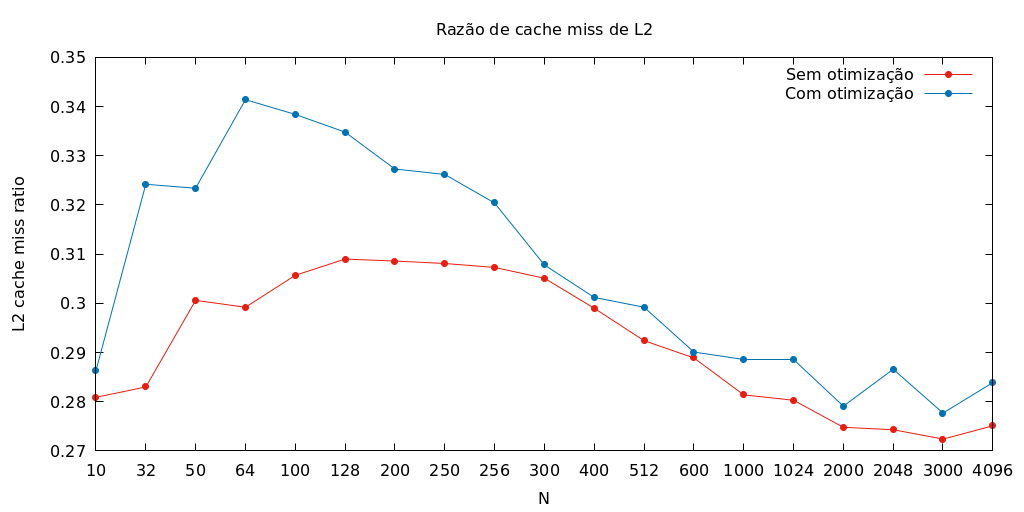 Razão de cache miss de L2
Sem otimização
Com otimização
L2 cache miss ratio
0.35
0.34
0.33
0.32
0.31
0.3
0.29
0.28
0.27
10 32 50 64 100 128 200 250 256 300 400 512 600 1000 1024 2000 2048 3000 4096
N